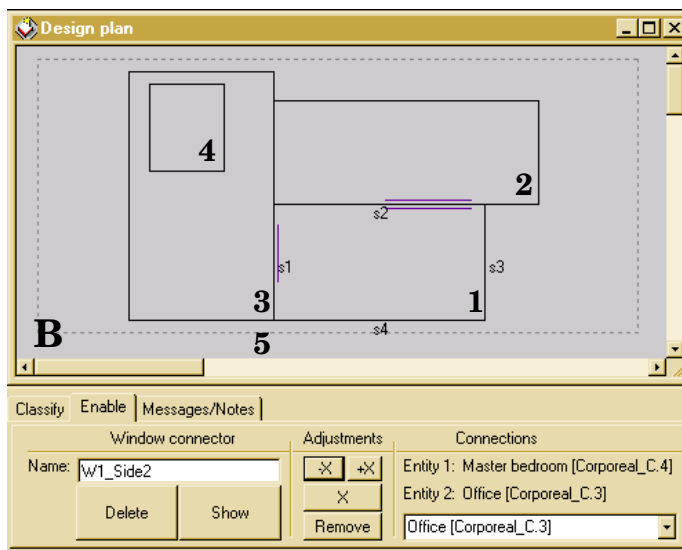 Design plan
4
2
s2
s1
s3
3
1
B
5
s4
Classify
Enable
Messages/Notes
Window connector
Adjustments
Connections
Name:
W1_Side2
-X
+X
Entity 1: Master bedroom [Corporeal_C.4]
X
Entity 2: Office [Corporeal_C.3]
Delete
Show
Remove
Office [Corporeal_C.3]